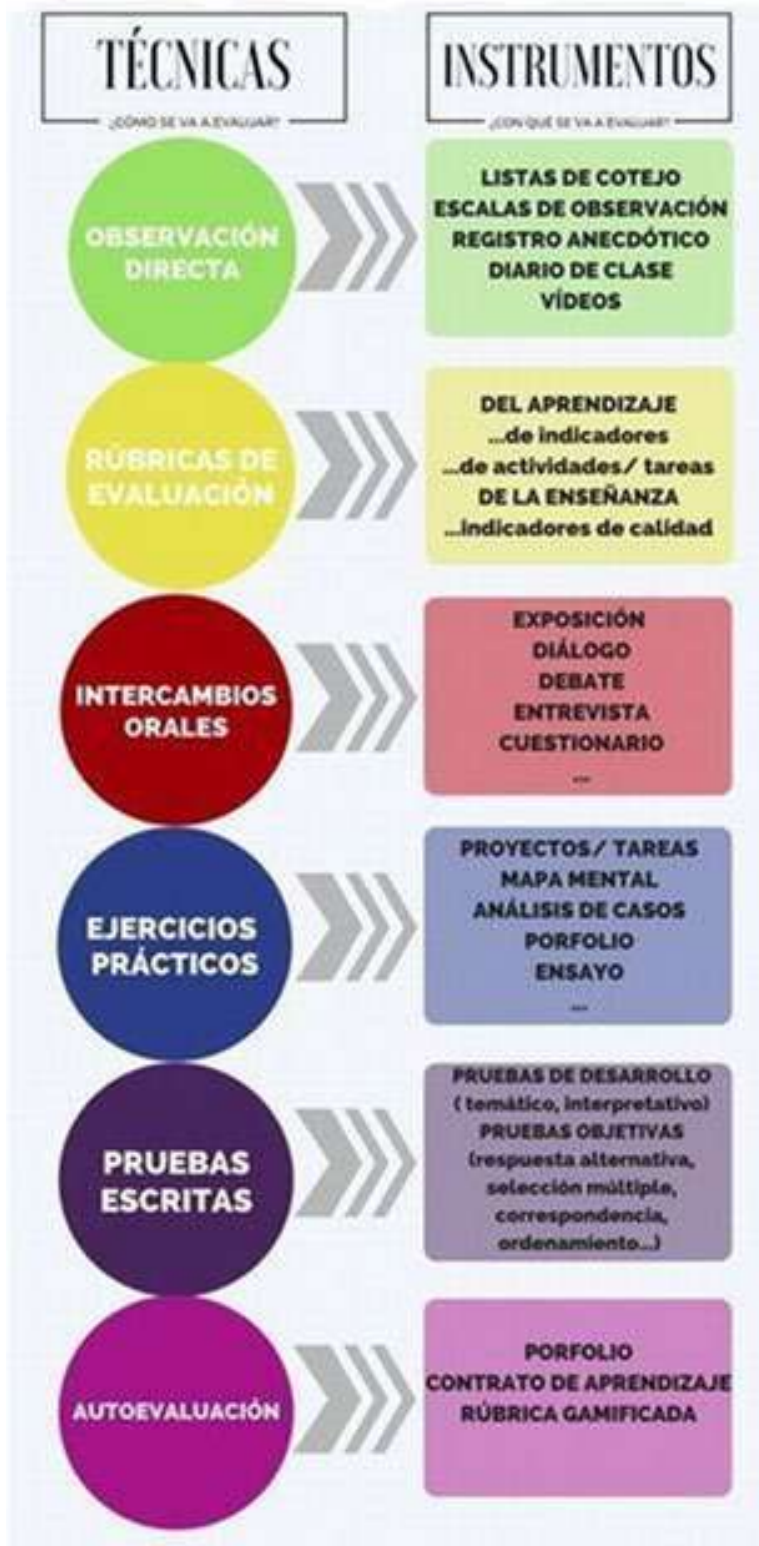 TÉCNICAS
¿CÓMO SE VA A EVALUAR?
INSTRUMENTOS
¿CON QUÉ SE VA A EVALUAR?
OBSERVACIÓN
DIRECTA
LISTAS DE COTEJO
ESCALAS DE OBSERVACIÓN
REGISTRO ANECDÓTICO
DIARIO DE CLASE
VÍDEOS
RÚBRICAS DE
EVALUACIÓN
DEL APRENDIZAJE
...de indicadores
...de actividades/ tareas
DE LA ENSEÑANZA
...indicadores de calidad
INTERCAMBIOS
ORALES
EXPOSICIÓN
DIÁLOGO
DEBATE
ENTREVISTA
CUESTIONARIO
...
EJERCICIOS
PRÁCTICOS
PROYECTOS/ TAREAS
MAPA MENTAL
ANÁLISIS DE CASOS
PORFOLIO
ENSAYO
...
PRUEBAS
ESCRITAS
PRUEBAS DE DESARROLLO
( temático, interpretativo)
PRUEBAS OBJETIVAS
(respuesta alternativa,
selección múltiple,
correspondencia,
ordenamiento...)
AUTOEVALUACIÓN
PORFOLIO
CONTRATO DE APRENDIZAJE
RÚBRICA GAMIFICADA